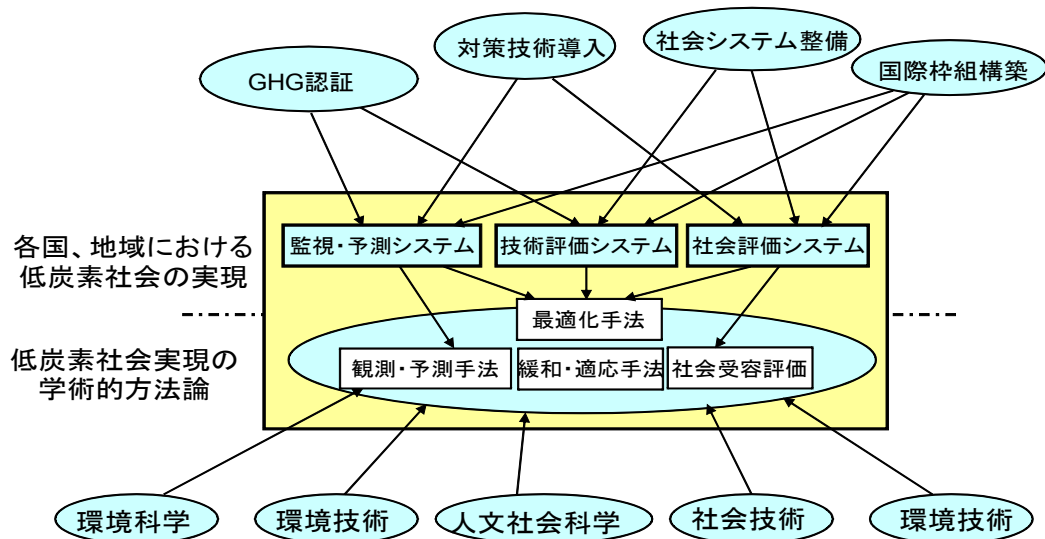 GHG認証
対策技術導入
社会システム整備
国際枠組構築
各国、地域における
低炭素社会の実現
監視・予測システム
技術評価システム
社会評価システム
最適化手法
低炭素社会実現の
学術的方法論
観測・予測手法
緩和・適応手法
社会受容評価
環境科学
環境技術
人文社会科学
社会技術
環境技術